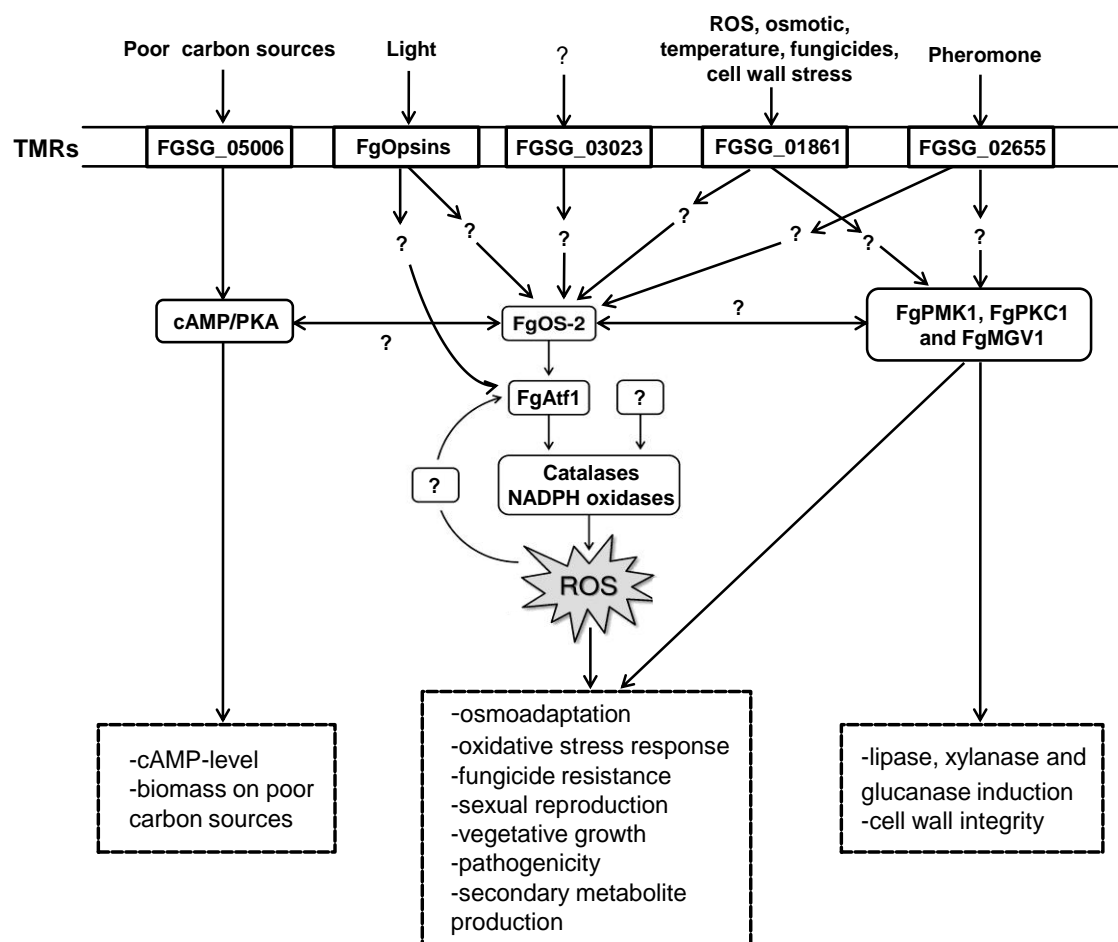 Poor carbon sources
Light
?
ROS, osmotic,
temperature, fungicides,
cell wall stress
Pheromone
TMRs
FGSG_05006
FgOpsins
FGSG_03023
FGSG_01861
FGSG_02655
?
?
?
?
?
?
?
cAMP/PKA
?
FgOS-2
?
FgPMK1, FgPKC1
and FgMGV1
FgAtf1
?
Catalases
NADPH oxidases
?
ROS
-cAMP-level
-biomass on poor
carbon sources
-osmoadaptation
-oxidative stress response
-fungicide resistance
-sexual reproduction
-vegetative growth
-pathogenicity
-secondary metabolite
production
-lipase, xylanase and
glucanase induction
-cell wall integrity